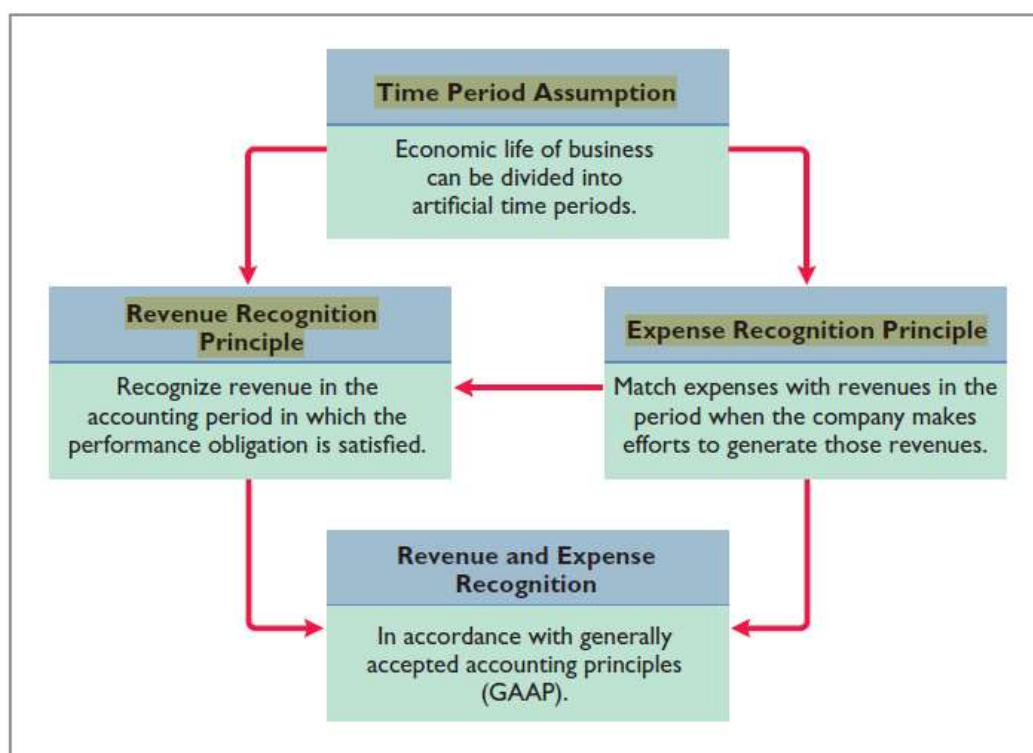 Time Period Assumption
Economic life of business
can be divided into
artificial time periods.
Revenue Recognition
Principle
Recognize revenue in the
accounting period in which the
performance obligation is satisfied.
Expense Recognition Principle
Match expenses with revenues in the
period when the company makes
efforts to generate those revenues.
Revenue and Expense
Recognition
In accordance with generally
accepted accounting principles
(GAAP).